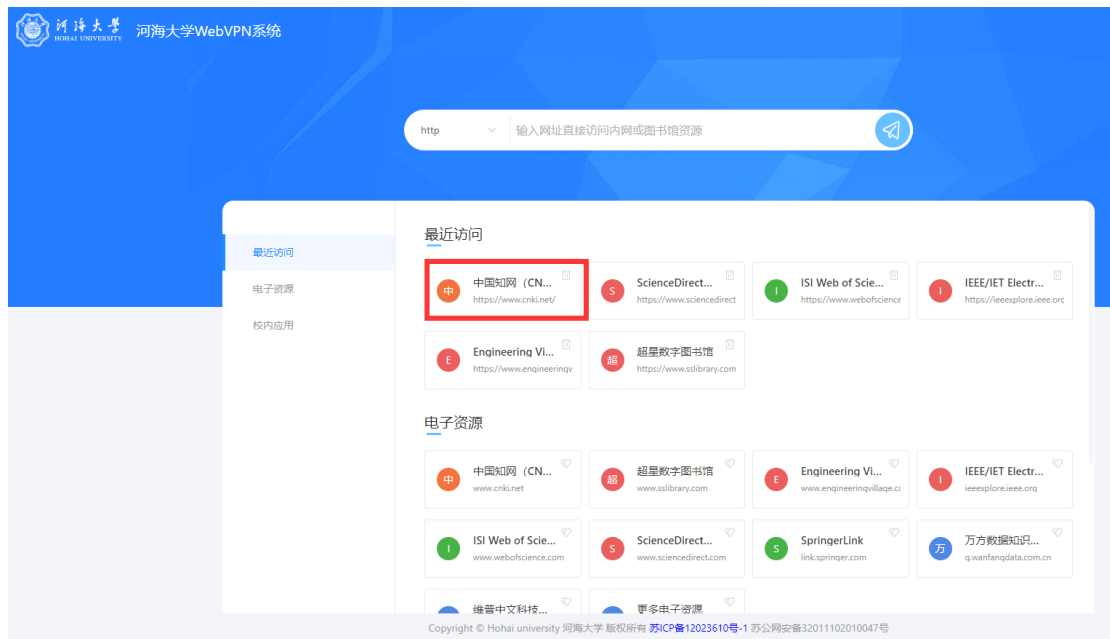 河海大学
HOHAI UNIVERSITY
河海大学WebVPN系统
http
输入网址直接访问内网或图书馆资源
最近访问
电子资源
校内应用
最近访问
中
中国知网（CN...
https://www.cnki.net/
S
ScienceDirect...
https://www.sciencedirect
I
ISI Web of Scie...
https://www.webofscience
I
IEEE/IET Electr...
https://ieeexplore.ieee.org
E
Engineering Vi...
https://www.engineeringv
超
超星数字图书馆
https://www.sslibrary.com
电子资源
中
中国知网（CN...
www.cnki.net
超
超星数字图书馆
www.sslibrary.com
E
Engineering Vi...
www.engineeringvillage.cc
I
IEEE/IET Electr...
ieeexplore.ieee.org
I
ISI Web of Scie...
www.webofscience.com
S
ScienceDirect...
www.sciencedirect.com
S
SpringerLink
link.springer.com
万
万方数据知识...
g.wanfangdata.com.cn
维普中文科技...
更多电子资源
Copyright © Hohai university 河海大学 版权所有 苏ICP备12023610号-1 苏公网安备32011102010047号